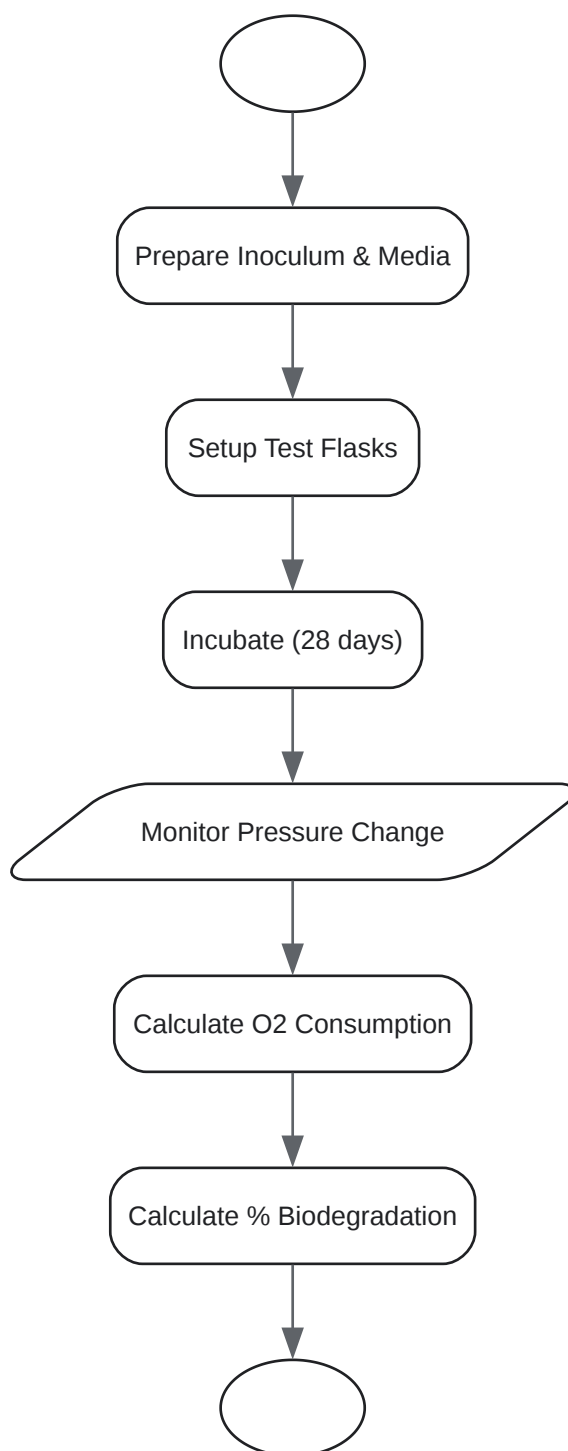 Prepare Inoculum & Media
Setup Test Flasks
Incubate (28 days)
Monitor Pressure Change
Calculate O2 Consumption
Calculate % Biodegradation